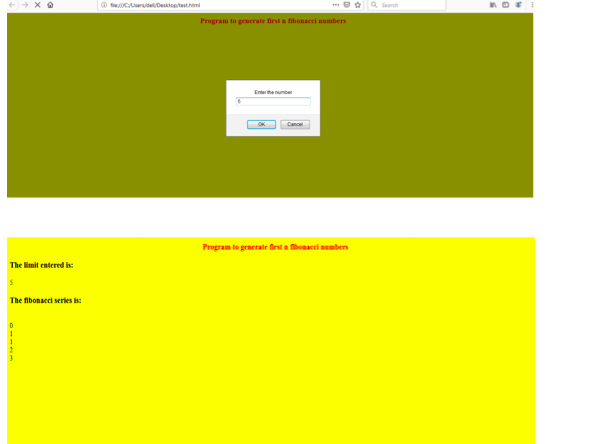 file:///C:/Users/dell/Desktop/test.html
Search
Program to generate first n fibonacci numbers
Enter the number
5
OK Cancel
Program to generate first n fibonacci numbers
The limit entered is:
5
The fibonacci series is:
0
1
1
2
3